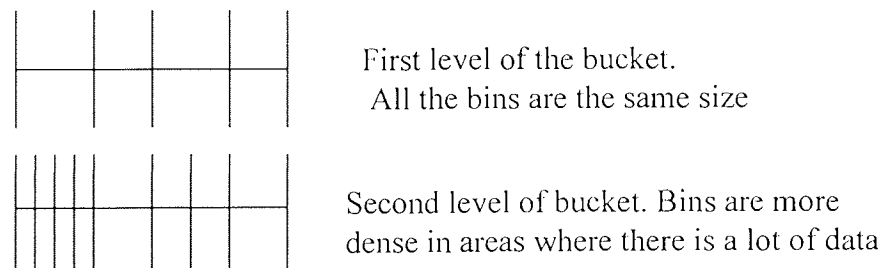 First level of the bucket.
All the bins are the same size
Second level of bucket. Bins are more
dense in areas where there is a lot of data